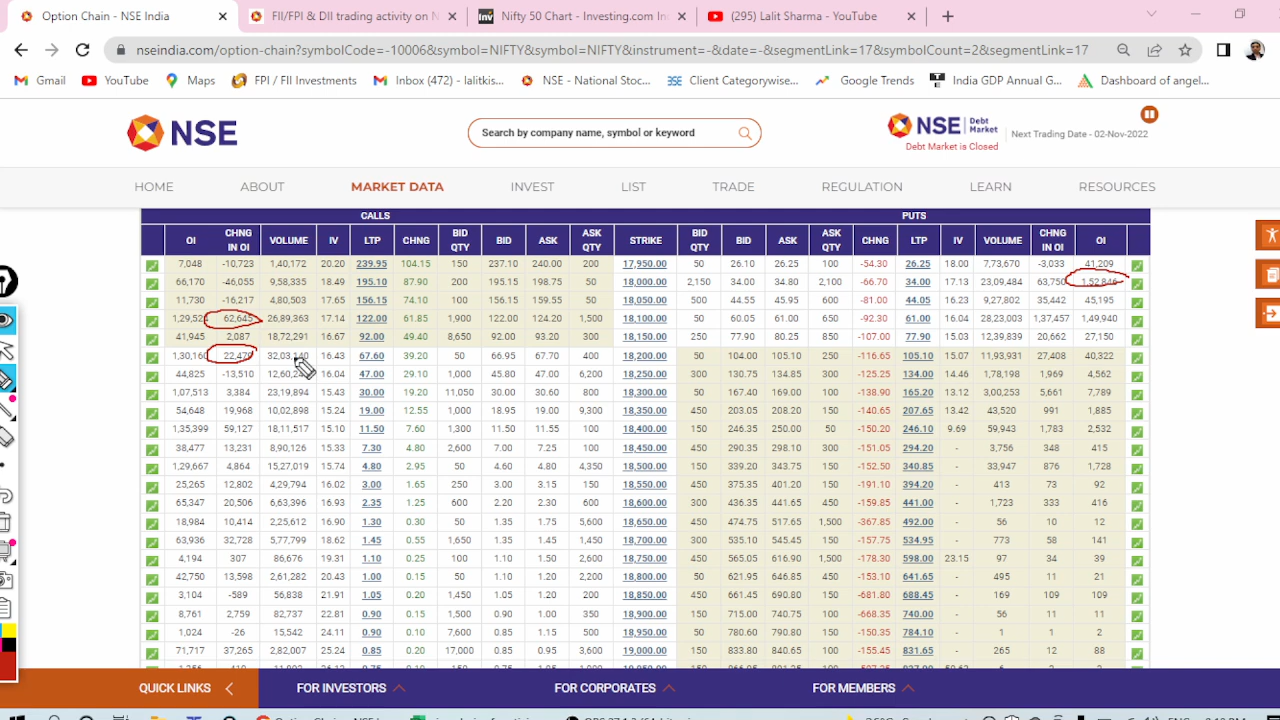 Option Chain - NSE India
FII/FPI & DII trading activity on N
Nifty 50 Chart - Investing.com In
(295) Lalit Sharma - YouTube
nseindia.com/option-chain?symbolCode=-10006&symbol=NIFTY&symbol=NIFTY&instrument=-&date=-&segmentLink=17&symbolCount=2&segmentLink=17
Gmail YouTube Maps FPI / FII Investments Inbox (472) - lalitkis... NSE - National Stoc... Client Categorywise... Google Trends India GDP Annual G... Dashboard of angel...
NSE
Search by company name, symbol or keyword
NSE Debt Market
Debt Market is Closed
Next Trading Date - 02-Nov-2022
HOME ABOUT MARKET DATA INVEST LIST TRADE REGULATION LEARN RESOURCES
CALLS PUTS
OI CHNG IN OI VOLUME IV LTP CHNG BID QTY BID ASK ASK QTY STRIKE BID QTY BID ASK ASK QTY CHNG LTP IV VOLUME CHNG IN OI OI
7,048 -10,723 1,40,172 20.20 239.95 104.15 150 237.10 240.00 200 17,950.00 50 26.10 26.25 100 -54.30 26.25 18.00 7,73,670 -3,033 41,209
66,170 -46,055 9,58,335 18.49 195.10 87.90 150 195.15 198.75 50 18,000.00 2,150 34.00 34.80 2,100 -66.70 34.00 17.13 23,09,484 63,750 1,52,846
11,730 -16,217 4,80,503 17.65 156.15 74.10 100 156.15 159.55 50 18,050.00 500 44.55 45.95 600 -81.00 44.05 16.23 9,27,802 35,442 45,195
1,29,524 62,645 26,89,363 17.14 122.00 61.85 1,900 122.00 124.20 1,500 18,100.00 50 60.05 61.00 650 -92.30 61.00 16.04 28,23,003 1,37,457 1,49,940
41,945 2,087 18,72,291 16.67 92.00 49.40 8,650 92.00 93.20 300 18,150.00 250 77.90 80.25 850 -107.00 77.90 15.83 12,39,839 20,662 27,150
1,30,160 22,470 32,03,140 16.43 67.60 39.20 50 66.95 67.70 400 18,200.00 50 104.00 105.10 250 -116.65 105.10 15.07 11,93,931 27,408 40,322
44,825 -13,510 16.04 47.00 29.10 1,000 45.80 47.00 6,200 18,250.00 300 130.75 134.85 300 -125.25 134.00 14.46 1,78,198 1,969 4,562
1,07,513 3,384 23,19,894 15.43 30.00 19.20 11,050 30.00 30.60 800 18,300.00 150 167.40 169.00 100 -138.90 165.20 13.12 3,00,253 5,661 7,789
54,648 19,968 10,02,898 15.24 19.00 12.55 1,000 18.95 19.00 9,300 18,350.00 450 203.05 208.20 150 -140.65 207.65 13.42 43,520 991 1,885
1,35,399 59,127 18,11,517 15.10 11.50 7.60 1,300 11.50 11.55 100 18,400.00 150 246.35 250.00 50 -150.20 246.10 9.69 59,943 1,783 2,532
38,477 13,231 8,90,126 15.33 7.30 4.80 2,600 7.00 7.25 100 18,450.00 450 290.35 298.10 300 -151.05 294.20 - 3,756 348 415
1,29,667 4,864 15,27,019 15.74 4.80 2.95 50 4.60 4.80 4,350 18,500.00 150 339.20 343.75 150 -152.50 340.85 - 33,947 876 1,728
25,265 12,802 4,29,794 16.02 3.00 1.65 250 3.00 3.15 150 18,550.00 450 375.35 401.20 150 -191.10 394.20 - 413 73 92
65,347 20,506 6,63,396 16.93 2.35 1.25 600 2.20 2.30 600 18,600.00 300 436.35 441.65 450 -39.85 441.00 - 1,723 333 416
18,984 10,414 2,25,612 16.90 1.30 0.30 50 1.35 1.75 5,600 18,650.00 450 474.75 517.65 1,500 -367.85 492.00 - 56 10 12
63,936 32,728 5,77,799 18.62 1.45 0.55 1,650 1.35 1.45 1,450 18,700.00 300 535.10 545.45 150 -157.75 534.95 - 773 58 141
4,194 307 86,676 19.31 1.10 0.25 100 1.10 1.50 2,600 18,750.00 450 565.05 616.90 1,500 -178.30 598.00 23.15 97 34 39
42,750 13,598 2,61,282 20.43 1.00 0.15 50 1.10 1.20 2,200 18,800.00 50 621.95 646.85 450 -153.10 641.65 - 495 11 21
3,104 -589 56,838 21.91 1.05 0.20 1,450 1.05 1.20 200 18,850.00 450 661.45 690.80 150 -681.80 688.45 - 169 109 109
8,761 2,759 82,737 22.81 0.90 0.15 1,500 0.90 1.00 350 18,900.00 150 715.00 740.75 100 -668.35 740.00 - 56 11 11
1,024 -26 15,542 24.11 0.90 0.10 7,600 0.85 1.15 500 18,950.00 50 780.60 790.80 150 -150.35 784.10 - 1 1 2
71,717 37,265 2,82,007 25.24 0.85 0.20 17,000 0.85 0.95 3,600 19,000.00 150 833.80 840.65 100 -155.45 831.65 - 265 12 88
QUICK LINKS FOR INVESTORS FOR CORPORATES FOR MEMBERS